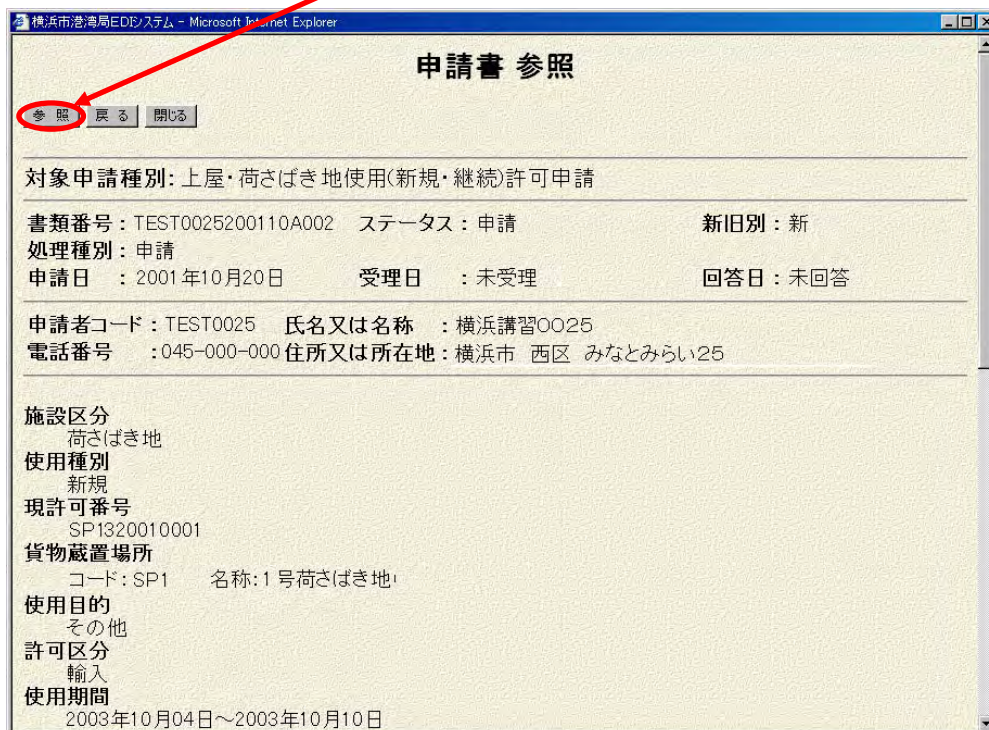 横浜市港湾局EDIシステム - Microsoft Internet Explorer
申請書 参照
参 照 戻 る 閉じる
対象申請種別: 上屋・荷さばき地使用(新規・継続)許可申請
書類番号 : TEST0025200110A002 ステータス : 申請 新旧別 : 新
処理種別 : 申請
申請日 : 2001年10月20日 受理日 : 未受理 回答日 : 未回答
申請者コード : TEST0025 氏名又は名称 : 横浜講習0025
電話番号 :045-000-000 住所又は所在地 : 横浜市 西区 みなとみらい25
施設区分
荷さばき地
使用種別
新規
現許可番号
SP1320010001
貨物蔵置場所
コード: SP1 名称:1号荷さばき地
使用目的
その他
許可区分
輸入
使用期間
2003年10月04日～2003年10月10日